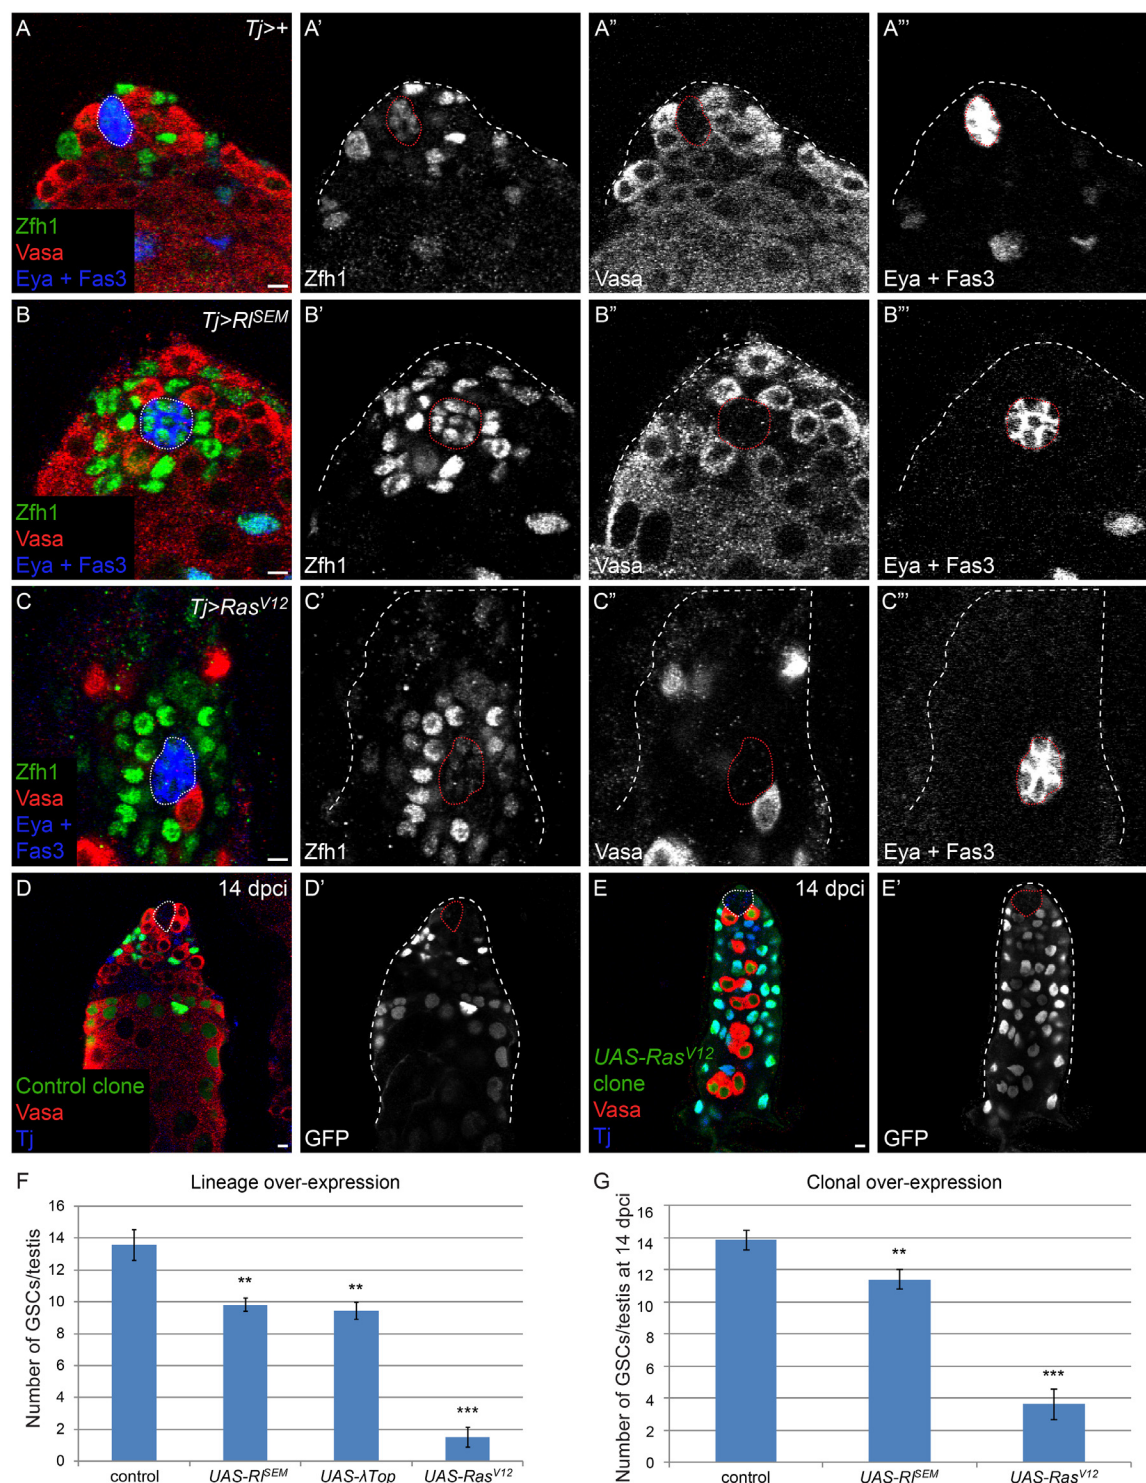 A
Tj>+
Zfh1
Vasa
Eya + Fas3
A'
Zfh1
A"
Vasa
A"'
Eya + Fas3
B
Tj>Rl^SEM
Zfh1
Vasa
Eya + Fas3
B'
Zfh1
B"
Vasa
B"'
Eya + Fas3
C
Tj>Ras^V12
Zfh1
Vasa
Eya +
Fas3
C'
Zfh1
C"
Vasa
C"'
Eya + Fas3
D
14 dpci
Control clone
Vasa
Tj
D'
GFP
E
14 dpci
UAS-Ras^V12
clone
Vasa
Tj
E'
GFP
F
Lineage over-expression
Number of GSCs/testis
16
14
12
10
8
6
4
2
0
**
**
***
control
UAS-Rl^SEM
UAS-λTop
UAS-Ras^V12
G
Clonal over-expression
Number of GSCs/testis at 14 dpci
16
14
12
10
8
6
4
2
0
**
***
control
UAS-Rl^SEM
UAS-Ras^V12